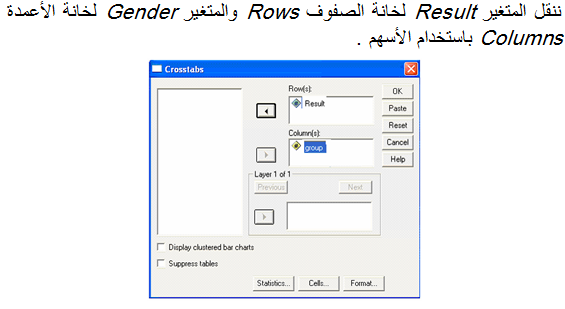 ننقل المتغير Result لخانة الصفوف Rows والمتغير Gender لخانة الأعمدة
Columns باستخدام الأسهم .
Crosstabs
Row(s):
Result
Column(s):
group
Layer 1 of 1
Previous
Next
OK
Paste
Reset
Cancel
Help
Display clustered bar charts
Suppress tables
Statistics...
Cells...
Format...